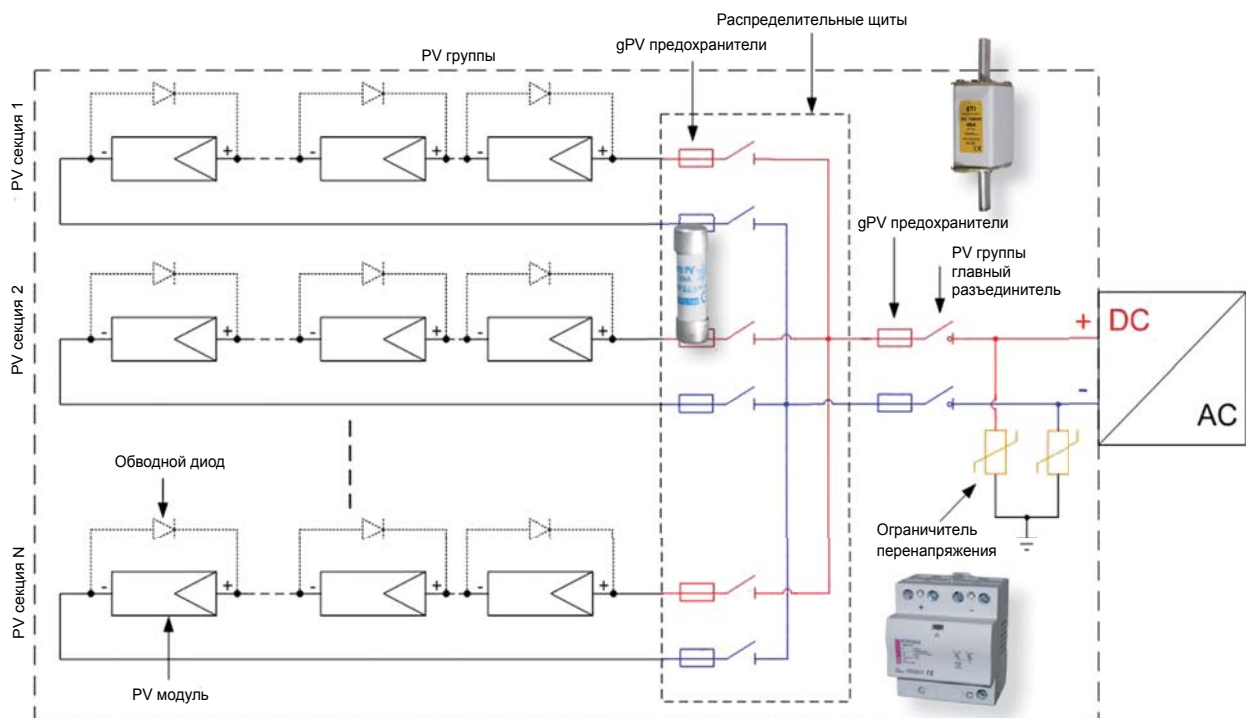 Распределительные щиты
gPV предохранители
PV группы
PV секция 1
PV секция 2
PV секция N
ETI
gPV предохранители
PV группы
главный
разъединитель
+ DC
-
AC
Обводной диод
Ограничитель
перенапряжения
PV модуль
- + - + - +
- + - + - +
- + - + - +